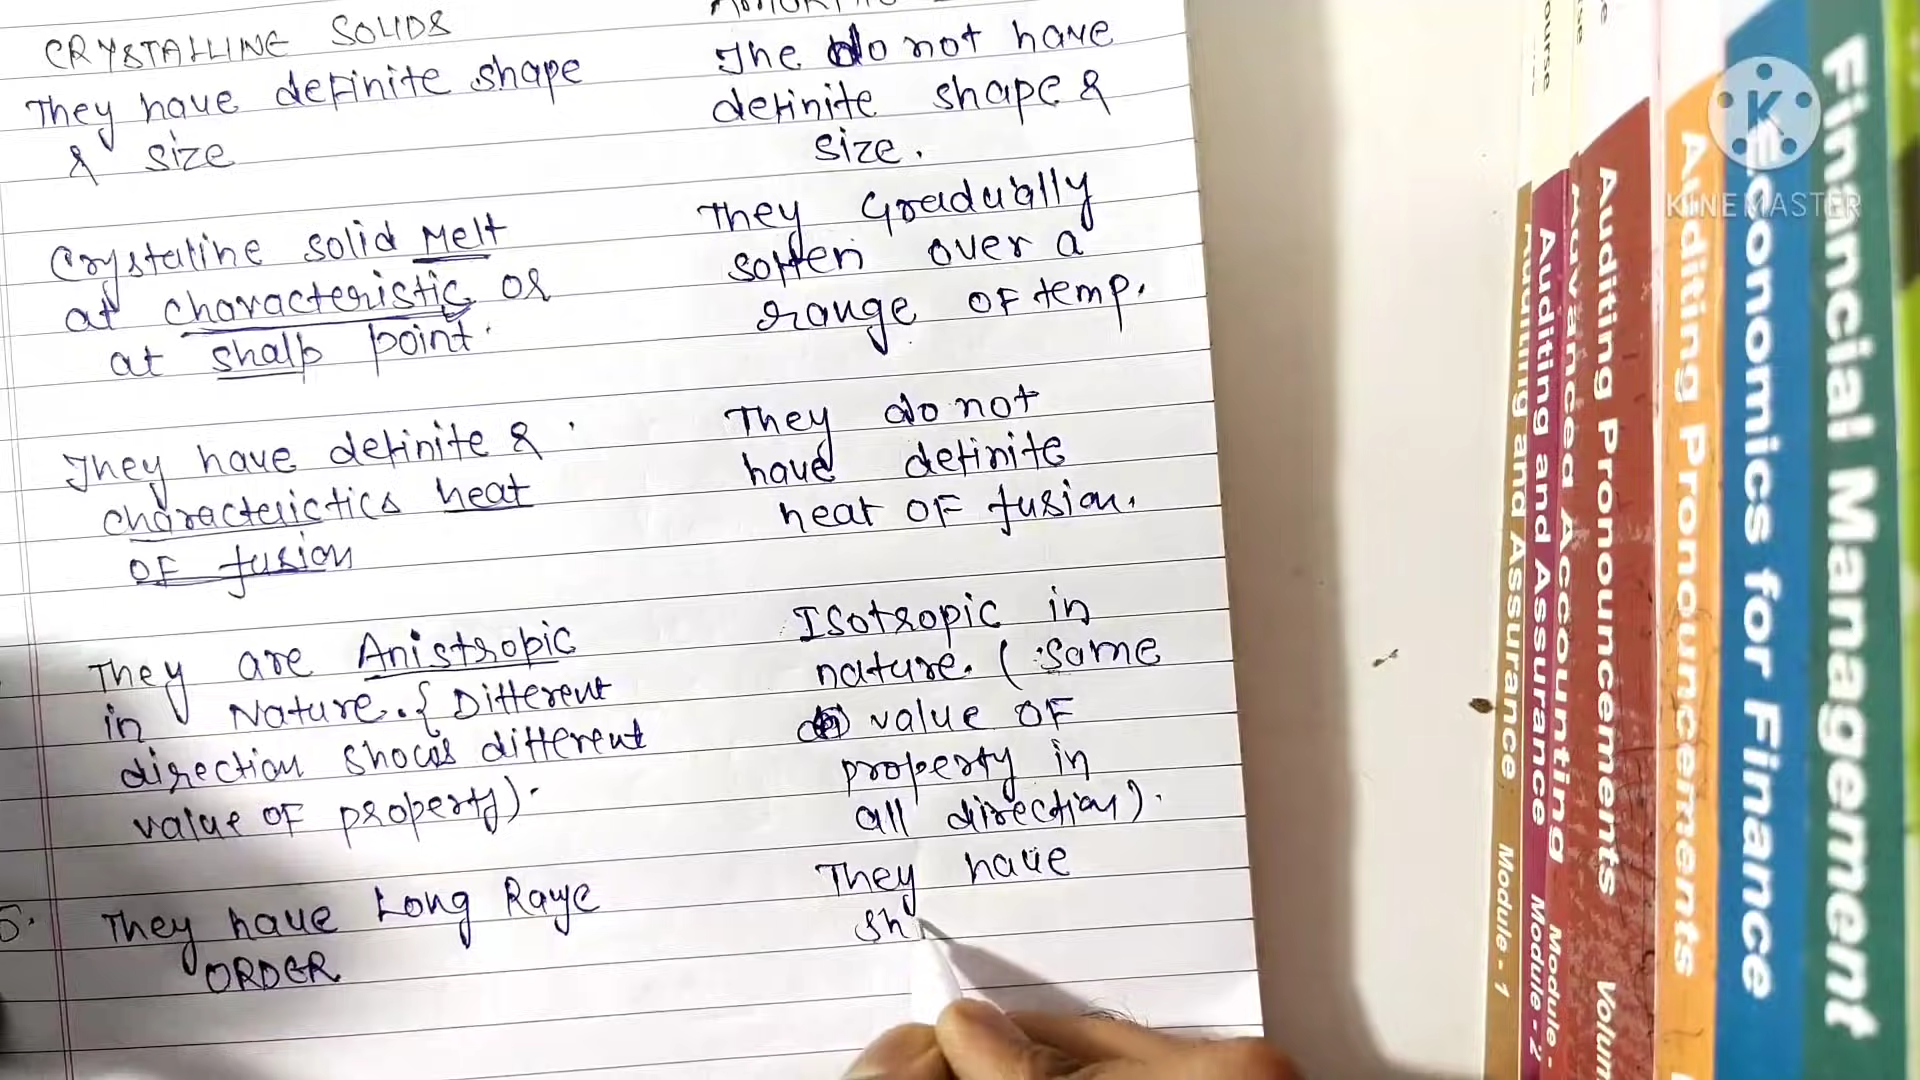 CRYSTALLINE SOLIDS
They have definite shape
& size
Crystaline solid Melt
at characteristic or
at shalp point.
They have definite &
characterictics heat
OF fusion
They are Anistropic
in Nature. { Different
direction shows different
value OF property).
5. They have Long Raye
ORDER
The do not have
definite shape &
size.
They Gradually
soften over a
range OF temp.
They do not
have definite
heat OF fusion.
Isotropic in
nature. (same
value OF
property in
all direction).
They have
sh
ourse
Auditing and Assurance Module - 1
Auditing and Assurance Module - 2
Advanced Accounting Module -
Auditing Pronouncements Volum
Auditing Pronouncements
Economics for Finance
Financial Management
K
KINEMASTER